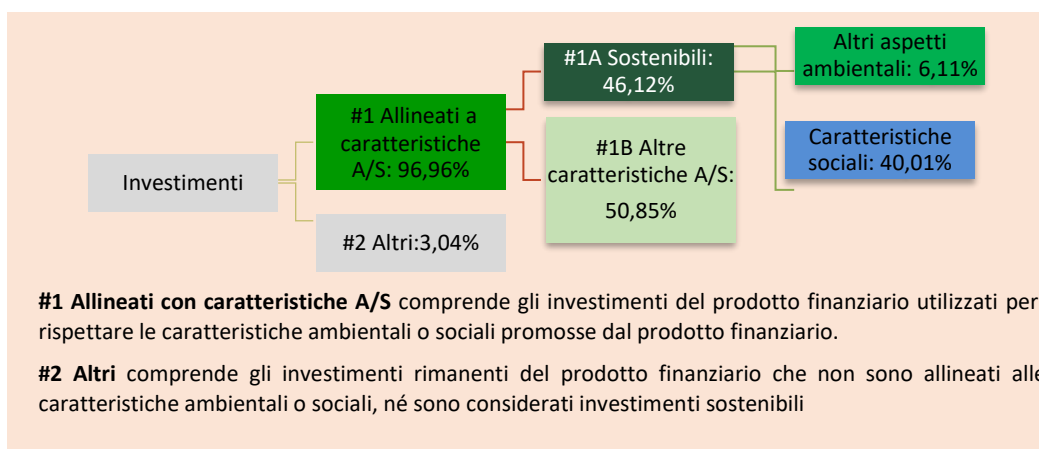 Investimenti
#1 Allineati a
caratteristiche
A/S: 96,96%
#2 Altri:3,04%
#1A Sostenibili:
46,12%
#1B Altre
caratteristiche A/S:
50,85%
Altri aspetti
ambientali: 6,11%
Caratteristiche
sociali: 40,01%
#1 Allineati con caratteristiche A/S comprende gli investimenti del prodotto finanziario utilizzati per
rispettare le caratteristiche ambientali o sociali promosse dal prodotto finanziario.
#2 Altri comprende gli investimenti rimanenti del prodotto finanziario che non sono allineati alle
caratteristiche ambientali o sociali, né sono considerati investimenti sostenibili